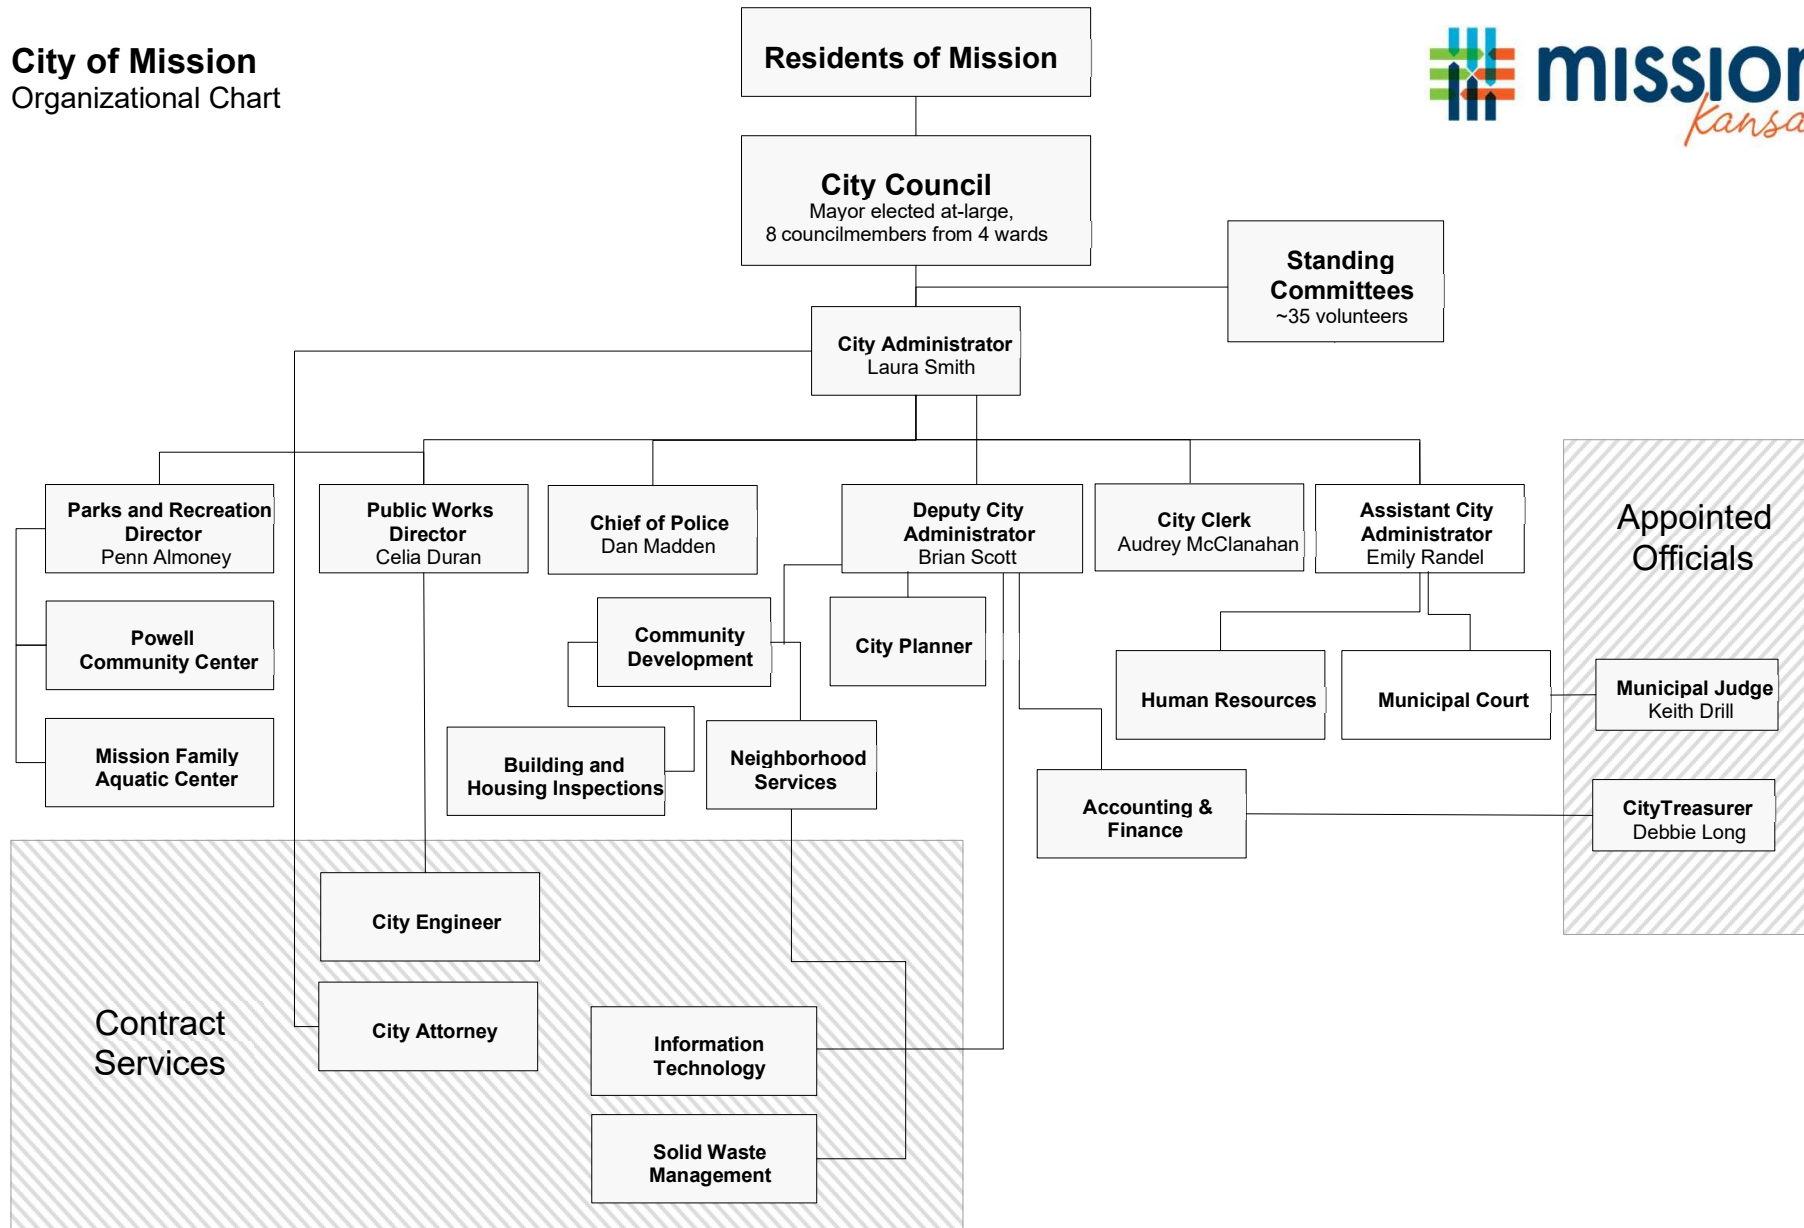 City of Mission
Organizational Chart
Residents of Mission
mission
Kansa
City Council
Mayor elected at-large,
8 councilmembers from 4 wards
Standing
Committees
~35 volunteers
City Administrator
Laura Smith
Parks and Recreation
Director
Penn Almoney
Public Works
Director
Celia Duran
Chief of Police
Dan Madden
Deputy City
Administrator
Brian Scott
City Clerk
Audrey McClanahan
Assistant City
Administrator
Emily Randel
Appointed
Officials
Powell
Community Center
Community
Development
City Planner
Human Resources
Municipal Court
Municipal Judge
Keith Drill
Mission Family
Aquatic Center
Building and
Housing Inspections
Neighborhood
Services
Accounting &
Finance
CityTreasurer
Debbie Long
City Engineer
Contract
Services
City Attorney
Information
Technology
Solid Waste
Management